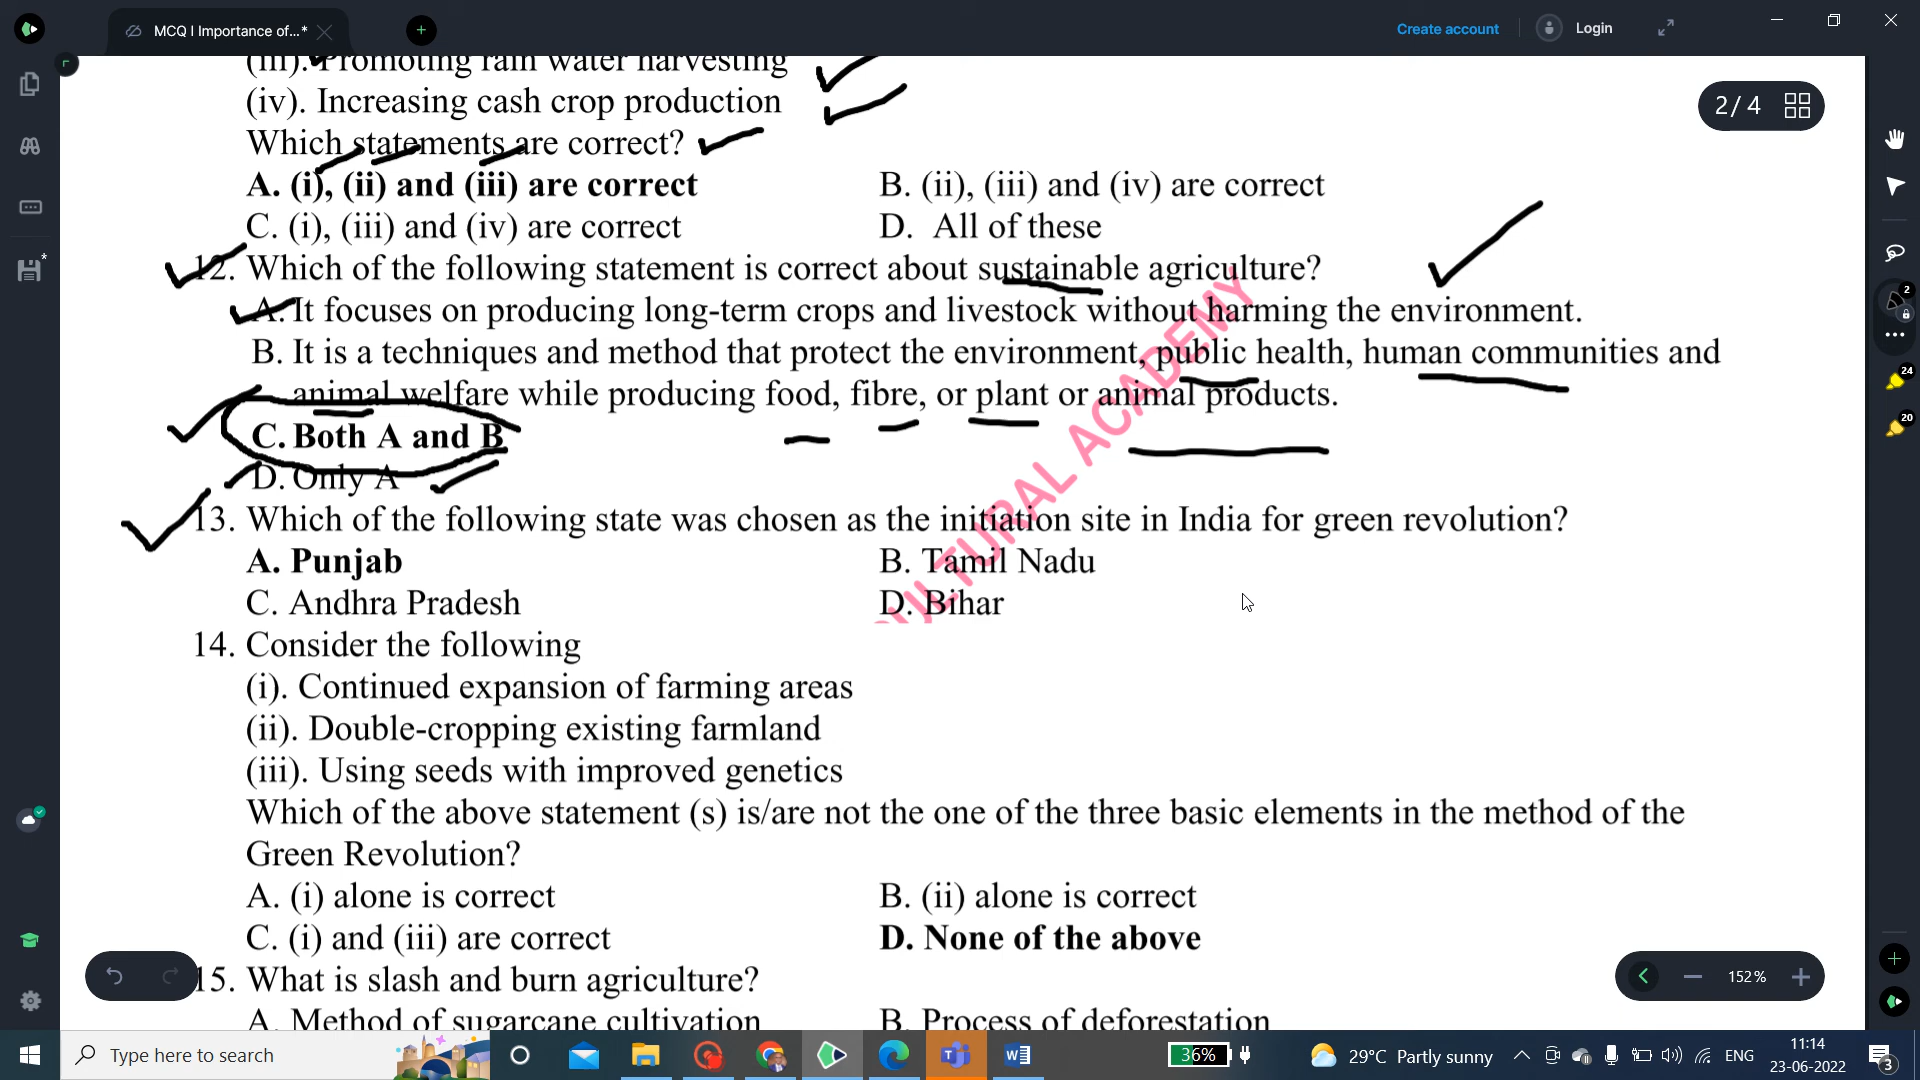 MCQ I Importance of...*
Create account
Login
(iii). Promoting rain water harvesting
(iv). Increasing cash crop production
2/ 4
Which statements are correct?
A. (i), (ii) and (iii) are correct
B. (ii), (iii) and (iv) are correct
C. (i), (iii) and (iv) are correct
D. All of these
12. Which of the following statement is correct about sustainable agriculture?
A. It focuses on producing long-term crops and livestock without harming the environment.
B. It is a techniques and method that protect the environment, public health, human communities and
animal welfare while producing food, fibre, or plant or animal products.
C. Both A and B
D. Only A
13. Which of the following state was chosen as the initiation site in India for green revolution?
A. Punjab
B. Tamil Nadu
C. Andhra Pradesh
D. Bihar
14. Consider the following
(i). Continued expansion of farming areas
(ii). Double-cropping existing farmland
(iii). Using seeds with improved genetics
Which of the above statement (s) is/are not the one of the three basic elements in the method of the
Green Revolution?
A. (i) alone is correct
B. (ii) alone is correct
C. (i) and (iii) are correct
D. None of the above
15. What is slash and burn agriculture?
A. Method of sugarcane cultivation
B. Process of deforestation
ULTURAL ACADEMY
2
24
20
152%
Type here to search
36%
29°C Partly sunny
ENG
11:14
23-06-2022
3